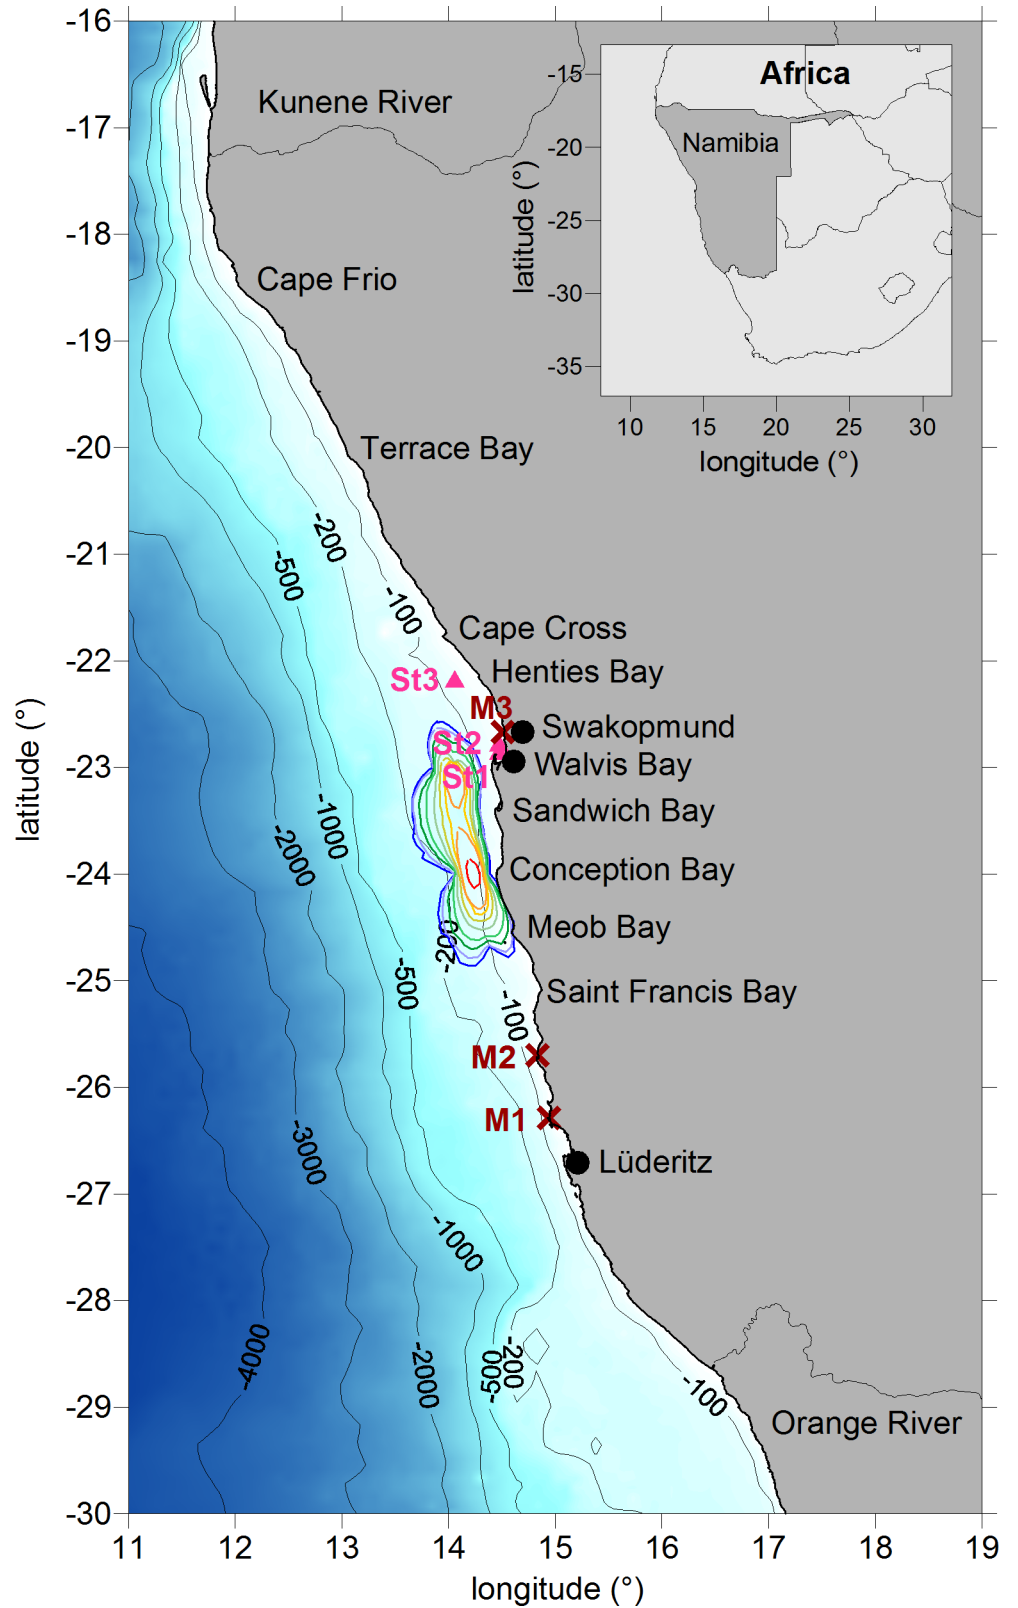 -16
-17
-18
-19
-20
-21
-22
-23
-24
-25
-26
-27
-28
-29
-30
latitude (°)
11
12
13
14
15
16
17
18
19
longitude (°)
Africa
Namibia
-15
-20
-25
-30
-35
latitude (°)
10
15
20
25
30
longitude (°)
Kunene River
Cape Frio
Terrace Bay
-200
-500
-100
Cape Cross
Henties Bay
St3
M3
Swakopmund
St2
Walvis Bay
St1
Sandwich Bay
-1000
-2000
Conception Bay
Meob Bay
-200
-500
Saint Francis Bay
-100
M2
M1
-3000
Lüderitz
-1000
-4000
-2000
-500
-200
-100
Orange River